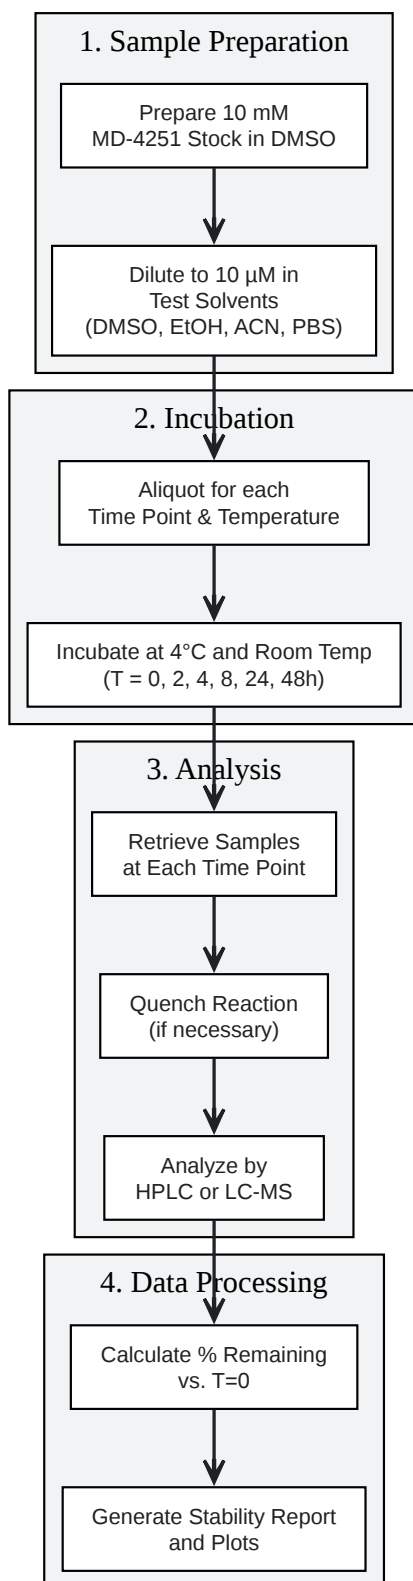 1. Sample Preparation
Prepare 10 mM
MD-4251 Stock in DMSO
Dilute to 10 µM in
Test Solvents
(DMSO, EtOH, ACN, PBS)
2. Incubation
Aliquot for each
Time Point & Temperature
Incubate at 4°C and Room Temp
(T = 0, 2, 4, 8, 24, 48h)
3. Analysis
Retrieve Samples
at Each Time Point
Quench Reaction
(if necessary)
Analyze by
HPLC or LC-MS
4. Data Processing
Calculate % Remaining
vs. T=0
Generate Stability Report
and Plots